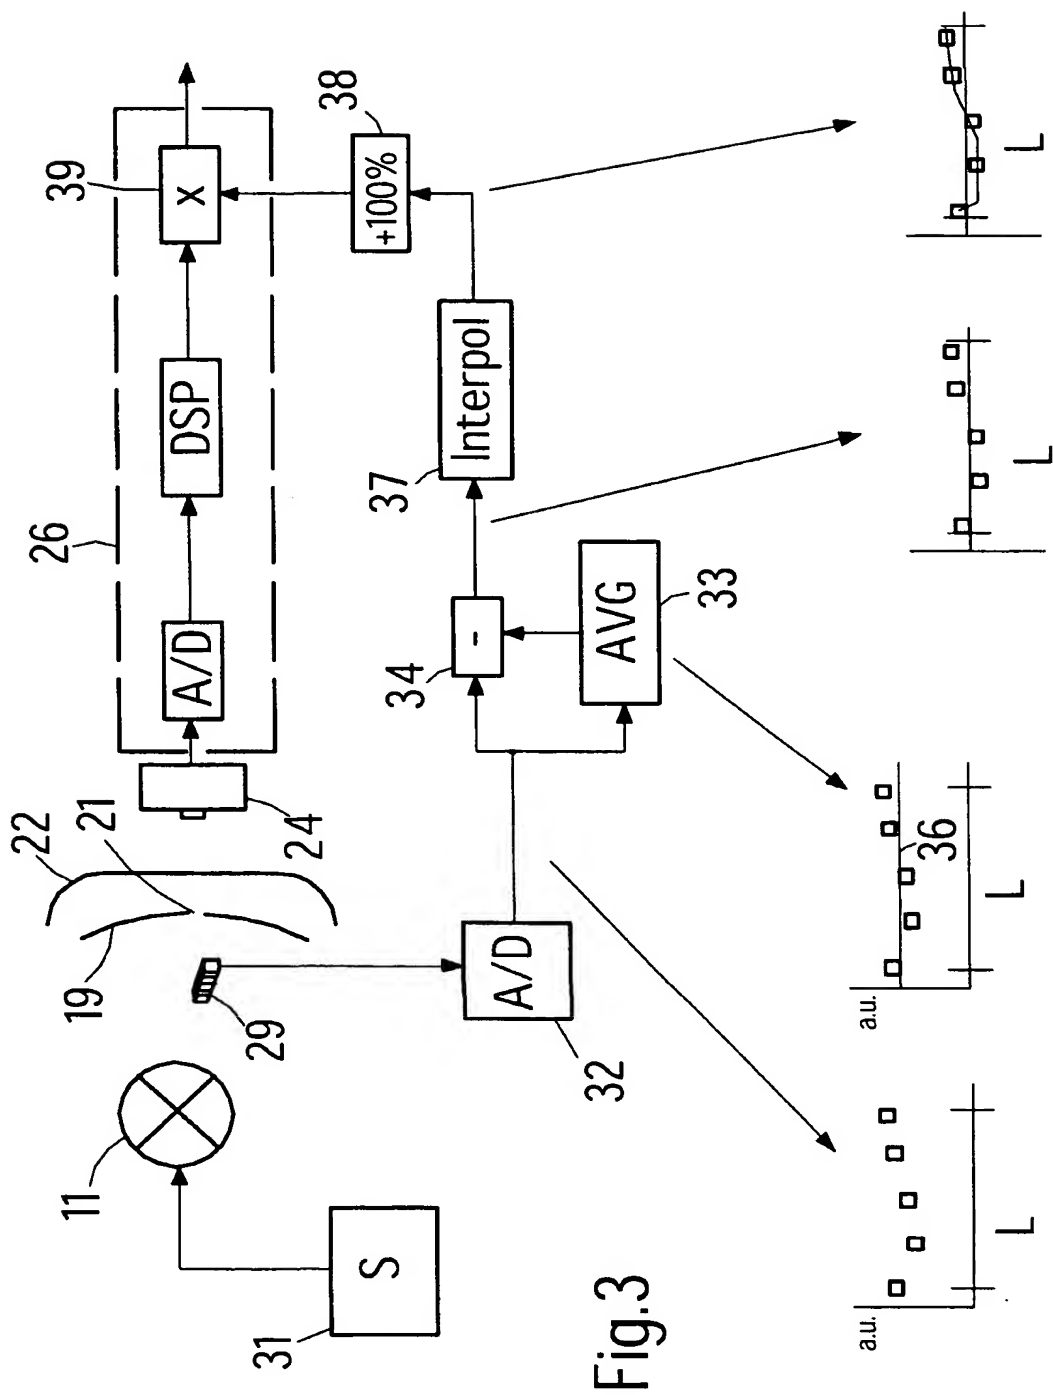 26
39
38
22
21
24
A/D
DSP
X
+100%
19
29
11
34
-
37
Interpol
AVG
33
A/D
32
S
31
a.u.
L
a.u.
36
L
L
L
Fig.3